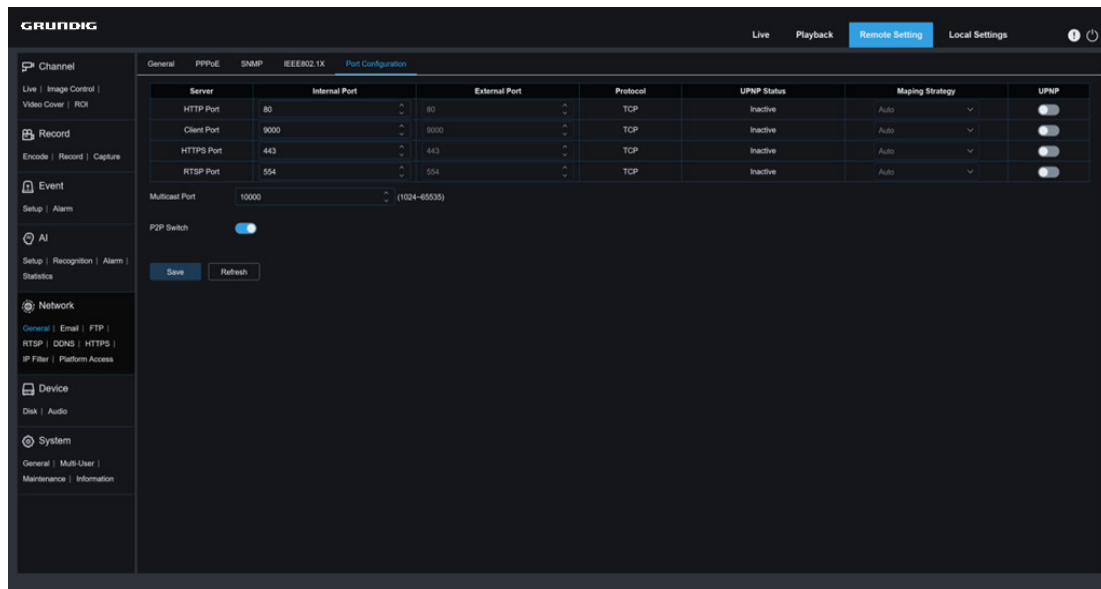 GRUNDIG
Live Playback Remote Setting Local Settings
Channel
Live | Image Control |
Video Cover | ROI
Record
Encode | Record | Capture
Event
Setup | Alarm
AI
Setup | Recognition | Alarm |
Statistics
Network
General | Email | FTP |
RTSP | DDNS | HTTPS |
IP Filter | Platform Access
Device
Disk | Audio
System
General | Multi-User |
Maintenance | Information
General PPPoE SNMP IEEE802.1X Port Configuration
Server Internal Port External Port Protocol UPNP Status Maping Strategy UPNP
HTTP Port 80 80 TCP Inactive Auto
Client Port 9000 9000 TCP Inactive Auto
HTTPS Port 443 443 TCP Inactive Auto
RTSP Port 554 554 TCP Inactive Auto
Multicast Port 10000 (1024~65535)
P2P Switch
Save Refresh